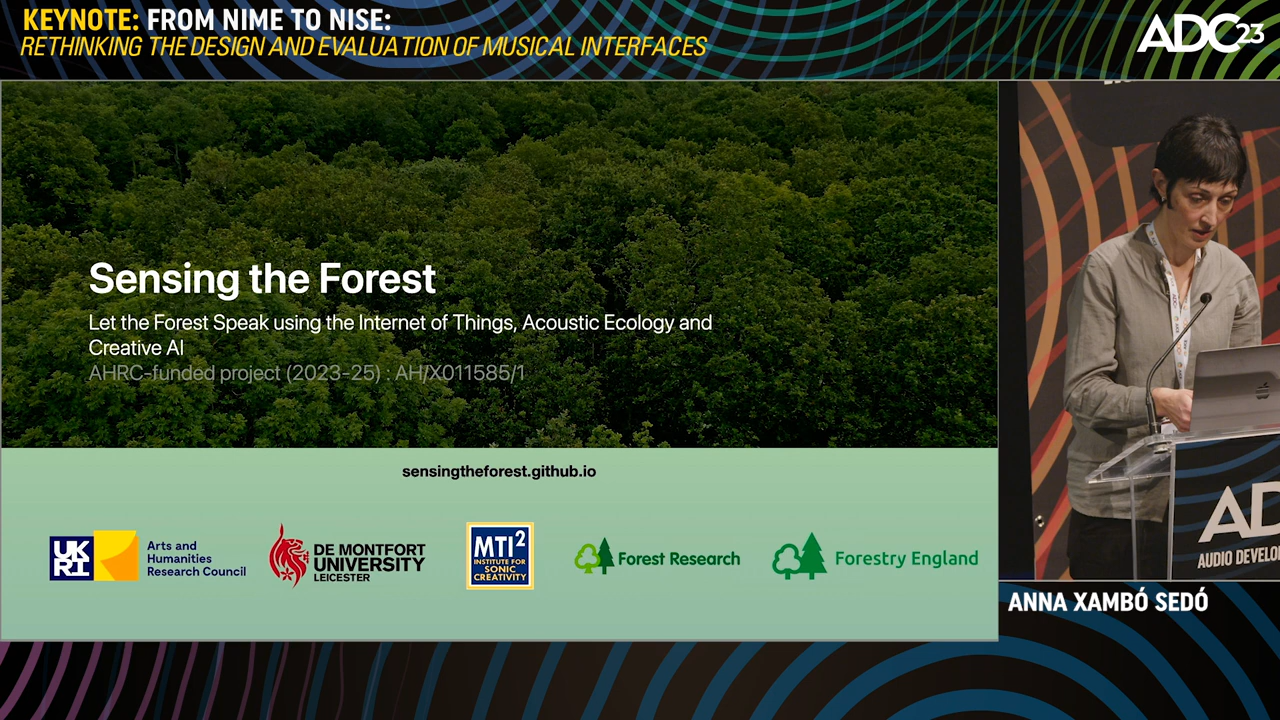 KEYNOTE: FROM NIME TO NISE:
RETHINKING THE DESIGN AND EVALUATION OF MUSICAL INTERFACES
ADC23
Sensing the Forest
Let the Forest Speak using the Internet of Things, Acoustic Ecology and
Creative AI
AHRC-funded project (2023-25) : AH/X011585/1
sensingtheforest.github.io
UK
RI
Arts and
Humanities
Research Council
DE MONTFORT
UNIVERSITY
LEICESTER
MTI²
INSTITUTE FOR
SONIC
CREATIVITY
Forest Research
Forestry England
AD
AUDIO DEVELO
ANNA XAMBÓ SEDÓ